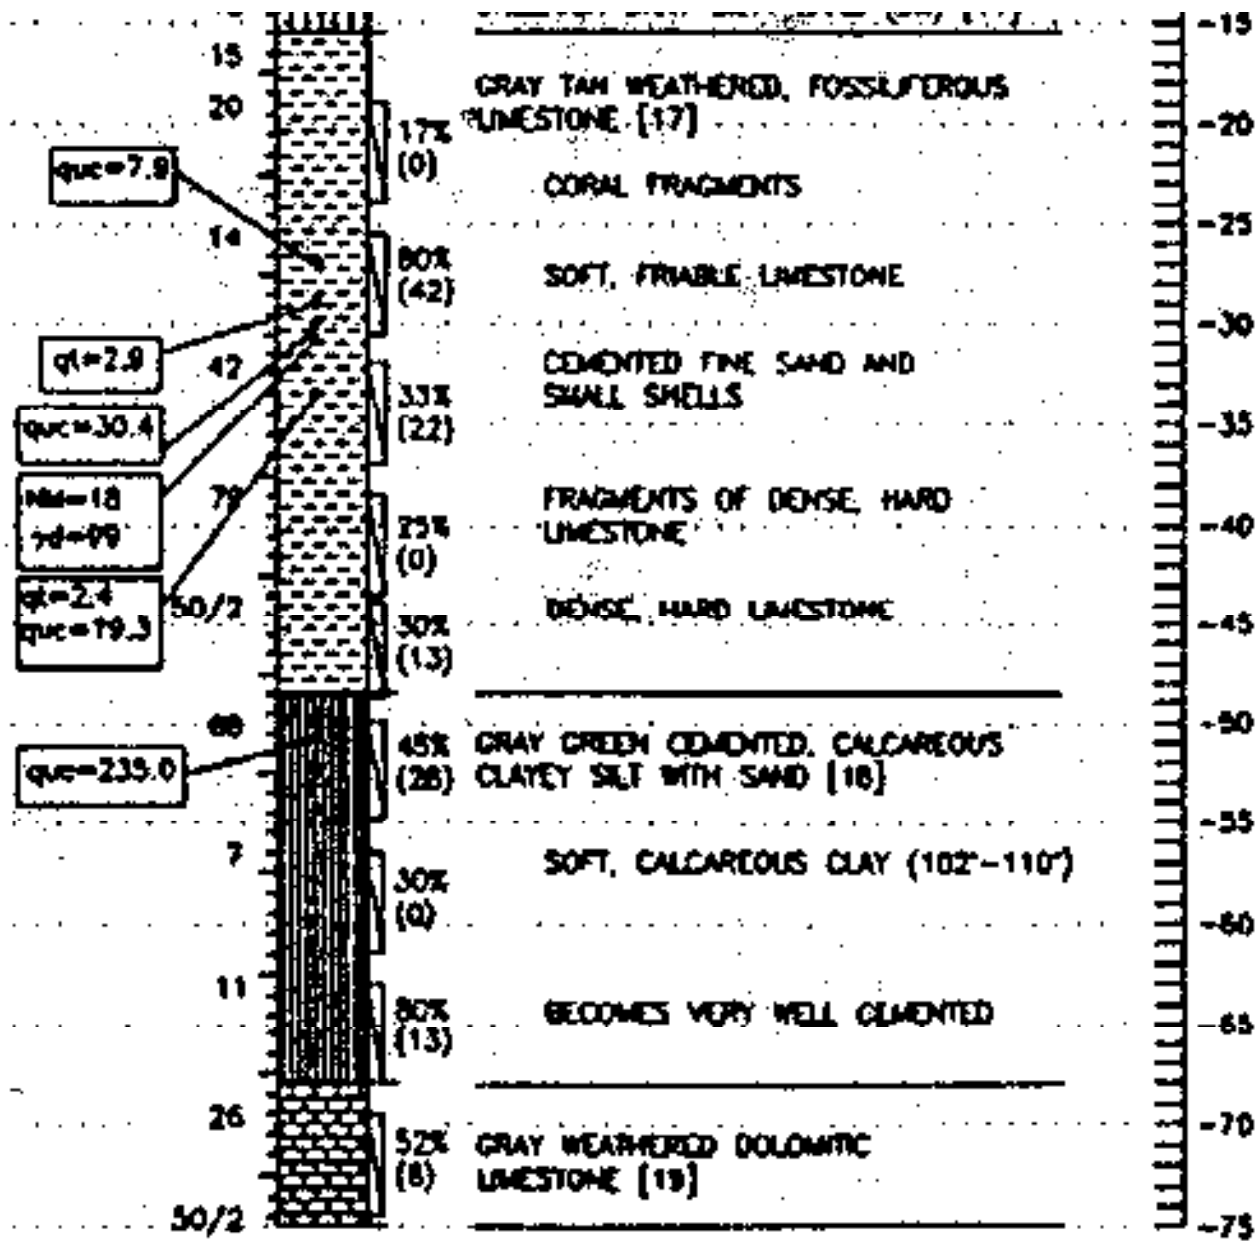 -15
15
GRAY TAN WEATHERED, FOSSILIFEROUS
LIMESTONE [17]
20
17%
(0)
-20
quc=7.9
CORAL FRAGMENTS
14
-25
80%
(42)
SOFT, FRIABLE LIMESTONE
-30
qt=2.9
42
33%
(22)
CEMENTED FINE SAND AND
SMALL SHELLS
quc=30.4
-35
NM=18
γd=99
79
25%
(0)
FRAGMENTS OF DENSE, HARD
LIMESTONE
-40
qt=2.4
quc=19.3
50/2
30%
(13)
DENSE, HARD LIMESTONE
-45
-50
quc=235.0
45%
(28)
GRAY GREEN CEMENTED, CALCAREOUS
CLAYEY SILT WITH SAND [18]
-55
7
30%
(0)
SOFT, CALCAREOUS CLAY (102'-110')
-60
11
80%
(13)
BECOMES VERY WELL CEMENTED
-65
26
52%
(8)
GRAY WEATHERED DOLOMITIC
LIMESTONE [19]
-70
50/2
-75